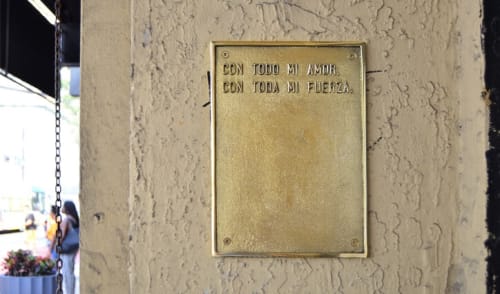 CON TODO MI AMOR.
CON TODA MI FUERZA.